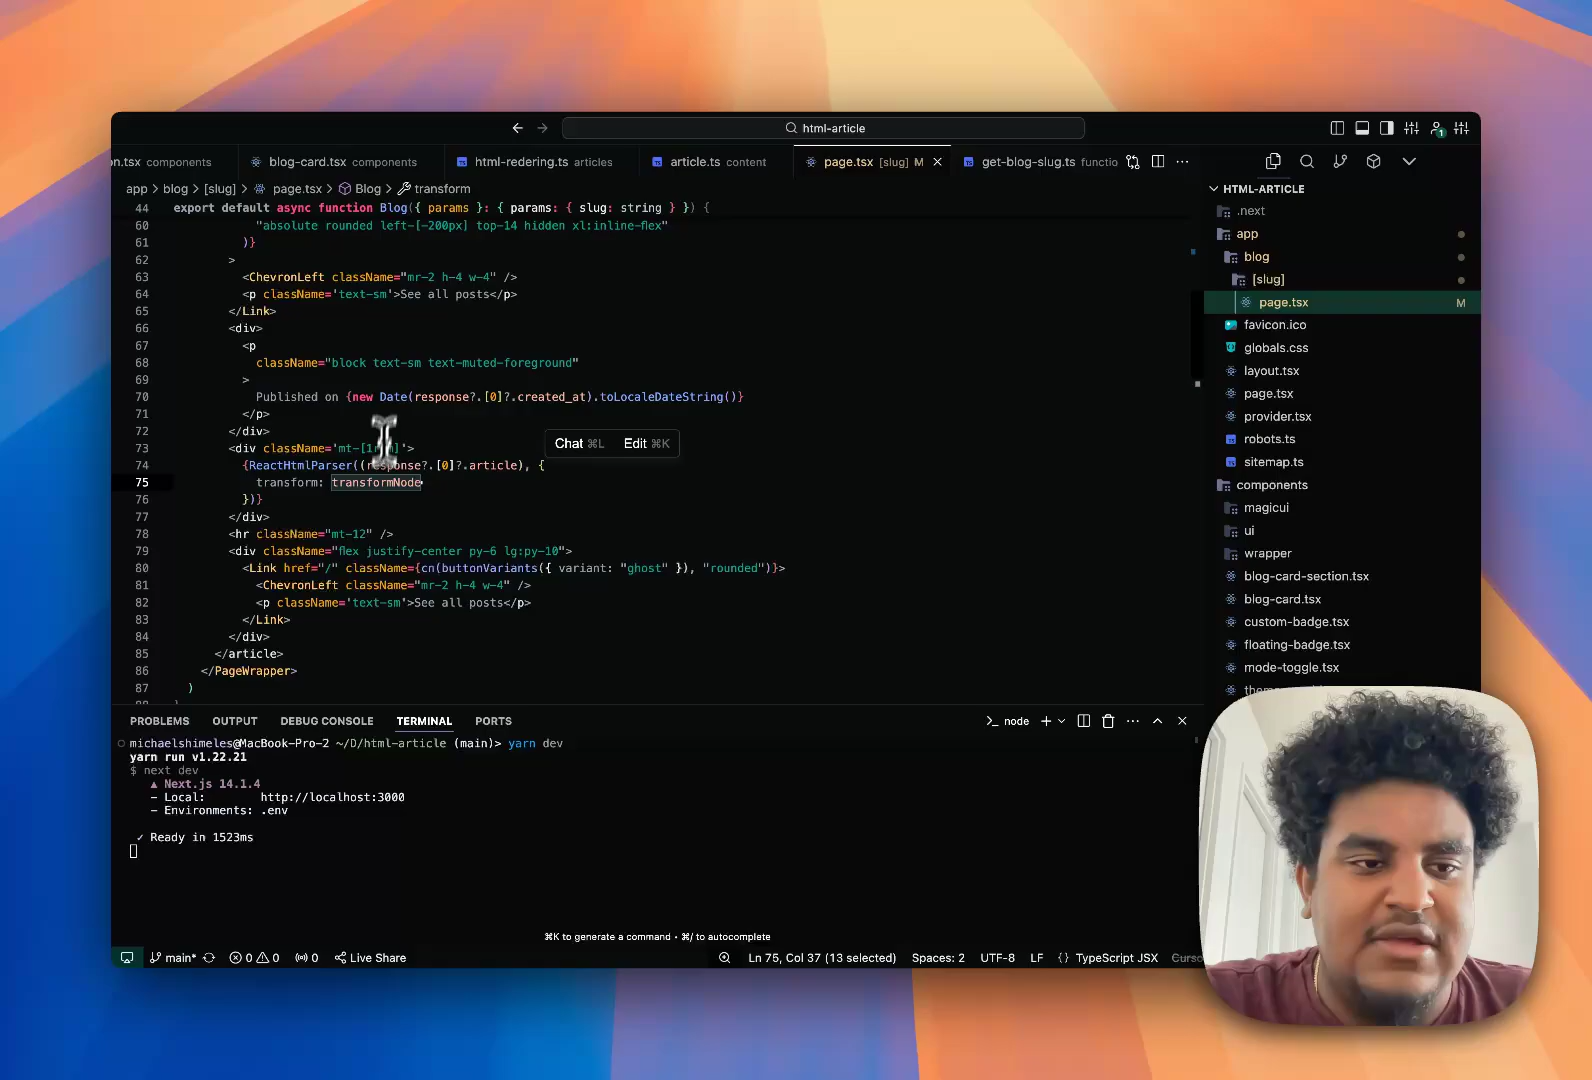 html-article
on.tsx components
blog-card.tsx components
html-redering.ts articles
article.ts content
page.tsx [slug] M
get-blog-slug.ts functio
app > blog > [slug] > page.tsx > Blog > transform
44 export default async function Blog({ params }: { params: { slug: string } }) {
60 "absolute rounded left-[-200px] top-14 hidden xl:inline-flex"
61 )}
62 >
63 <ChevronLeft className="mr-2 h-4 w-4" />
64 <p className='text-sm'>See all posts</p>
65 </Link>
66 <div>
67 <p
68 className="block text-sm text-muted-foreground"
69 >
70 Published on {new Date(response?.[0]?.created_at).toLocaleDateString()}
71 </p>
72 </div>
73 <div className='mt-[1r
74 {ReactHtmlParser((response?.[0]?.article), {
75 transform: transformNode
76 })}
77 </div>
78 <hr className="mt-12" />
79 <div className="flex justify-center py-6 lg:py-10">
80 <Link href="/" className={cn(buttonVariants({ variant: "ghost" }), "rounded")}>
81 <ChevronLeft className="mr-2 h-4 w-4" />
82 <p className='text-sm'>See all posts</p>
83 </Link>
84 </div>
85 </article>
86 </PageWrapper>
87 )
Chat ⌘L Edit ⌘K
HTML-ARTICLE
.next
app
blog
[slug]
page.tsx M
favicon.ico
globals.css
layout.tsx
page.tsx
provider.tsx
robots.ts
sitemap.ts
components
magicui
ui
wrapper
blog-card-section.tsx
blog-card.tsx
custom-badge.tsx
floating-badge.tsx
mode-toggle.tsx
PROBLEMS OUTPUT DEBUG CONSOLE TERMINAL PORTS
node
michaelshimeles@MacBook-Pro-2 ~/D/html-article (main)> yarn dev
yarn run v1.22.21
$ next dev
▲ Next.js 14.1.4
- Local: http://localhost:3000
- Environments: .env
✓ Ready in 1523ms
⌘K to generate a command • ⌘/ to autocomplete
main* 0 0 0 Live Share
Ln 75, Col 37 (13 selected) Spaces: 2 UTF-8 LF {} TypeScript JSX Curso